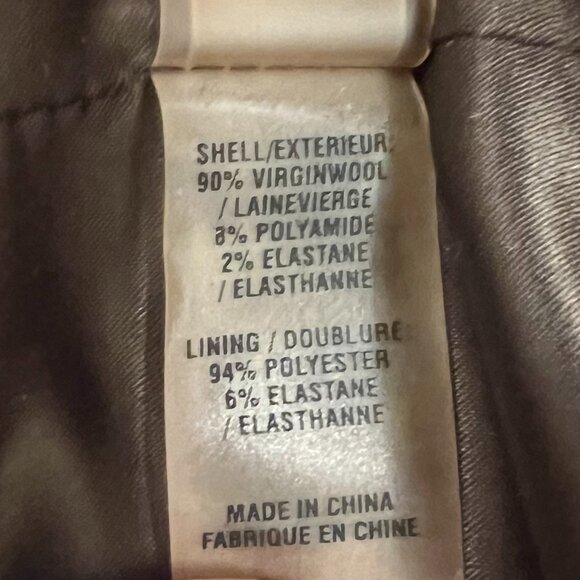 SHELL/EXTERIEUR:
90% VIRGINWOOL
/ LAINEVIERGE
8% POLYAMIDE
2% ELASTANE
/ ELASTHANNE
LINING / DOUBLURE:
94% POLYESTER
6% ELASTANE
/ ELASTHANNE
MADE IN CHINA
FABRIQUE EN CHINE